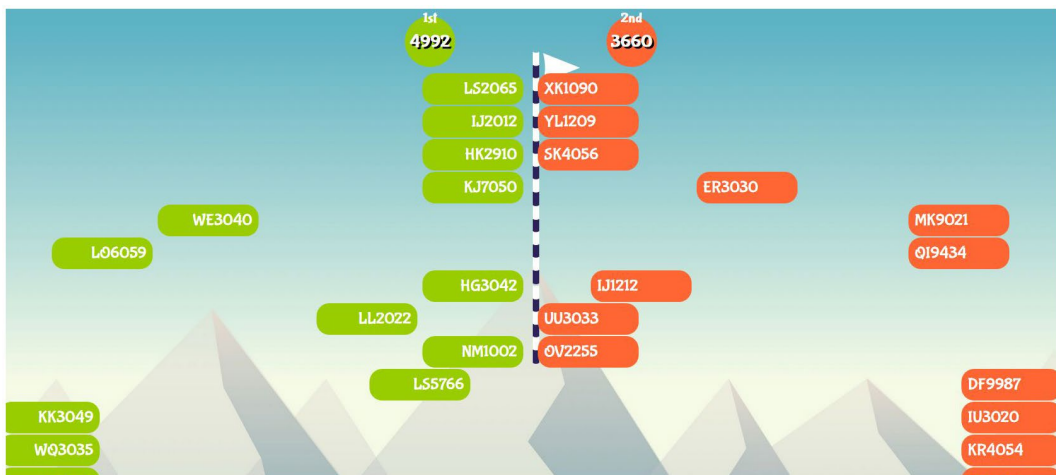 1st 2nd
4992 3660
LS2065 XK1090
IJ2012 YL1209
HK2910 SK4056
KJ7050 ER3030
WE3040 MK9021
LO6059 QI9434
HG3042 IJ1212
LL2022 UU3033
NM1002 OV2255
LS5766 DF9987
KK3049 IU3020
WQ3035 KR4054